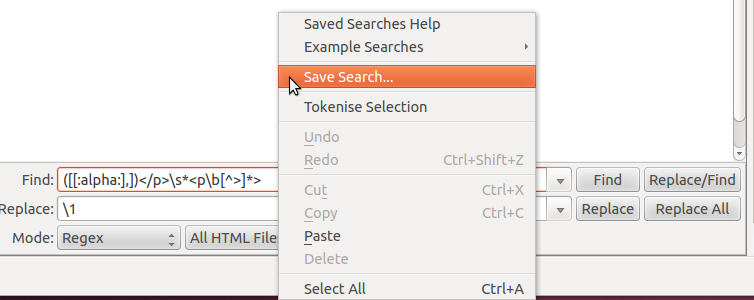 Saved Searches Help
Example Searches
Save Search...
Tokenise Selection
Undo
Redo Ctrl+Shift+Z
Cut Ctrl+X
Copy Ctrl+C
Paste
Delete
Select All Ctrl+A
Find: ([[:alpha:],])</p>\s*<p\b[^>]*> Find Replace/Find
Replace: \1 Replace Replace All
Mode: Regex All HTML File